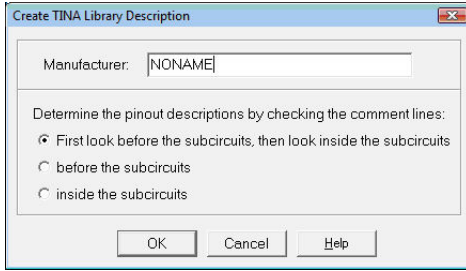 Create TINA Library Description
Manufacturer: NONAME
Determine the pinout descriptions by checking the comment lines:
First look before the subcircuits, then look inside the subcircuits
before the subcircuits
inside the subcircuits
OK Cancel Help